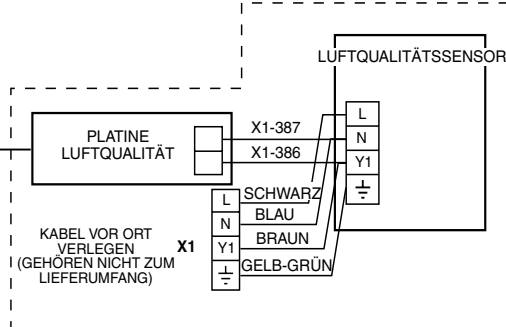 LUFTQUALITÄTSSENSOR
PLATINE
LUFTQUALITÄT
X1-387
X1-386
L
N
Y1
SCHWARZ
BLAU
BRAUN
GELB-GRÜN
L
N
Y1
X1
KABEL VOR ORT
VERLEGEN
(GEHÖREN NICHT ZUM
LIEFERUMFANG)